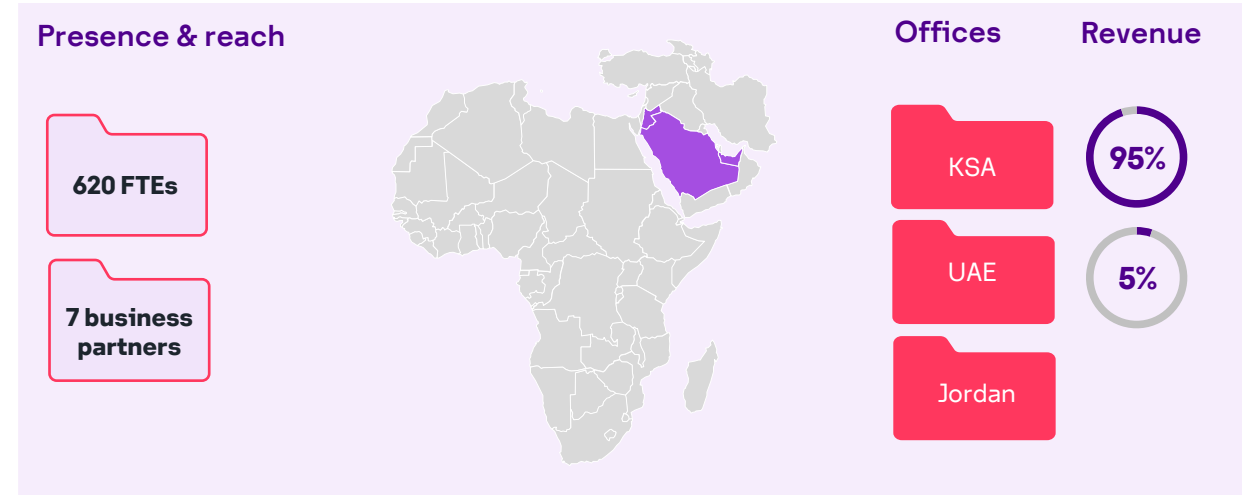 Presence & reach
620 FTEs
7 business
partners
Offices
Revenue
KSA
95%
UAE
5%
Jordan